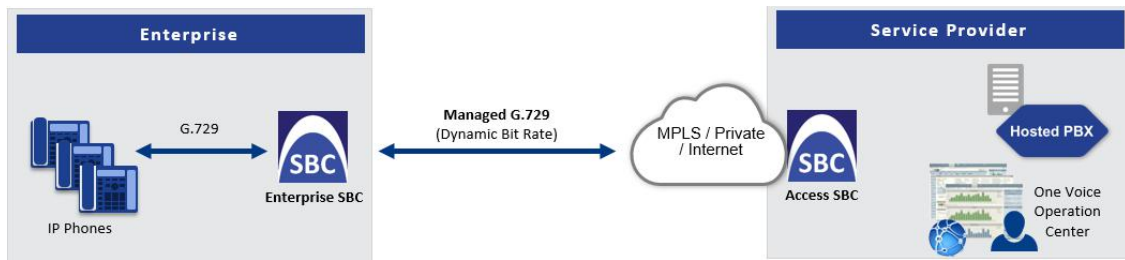 Enterprise
Service Provider
G.729
Managed G.729
(Dynamic Bit Rate)
MPLS / Private
/ Internet
Hosted PBX
SBC
SBC
Enterprise SBC
Access SBC
IP Phones
One Voice
Operation
Center